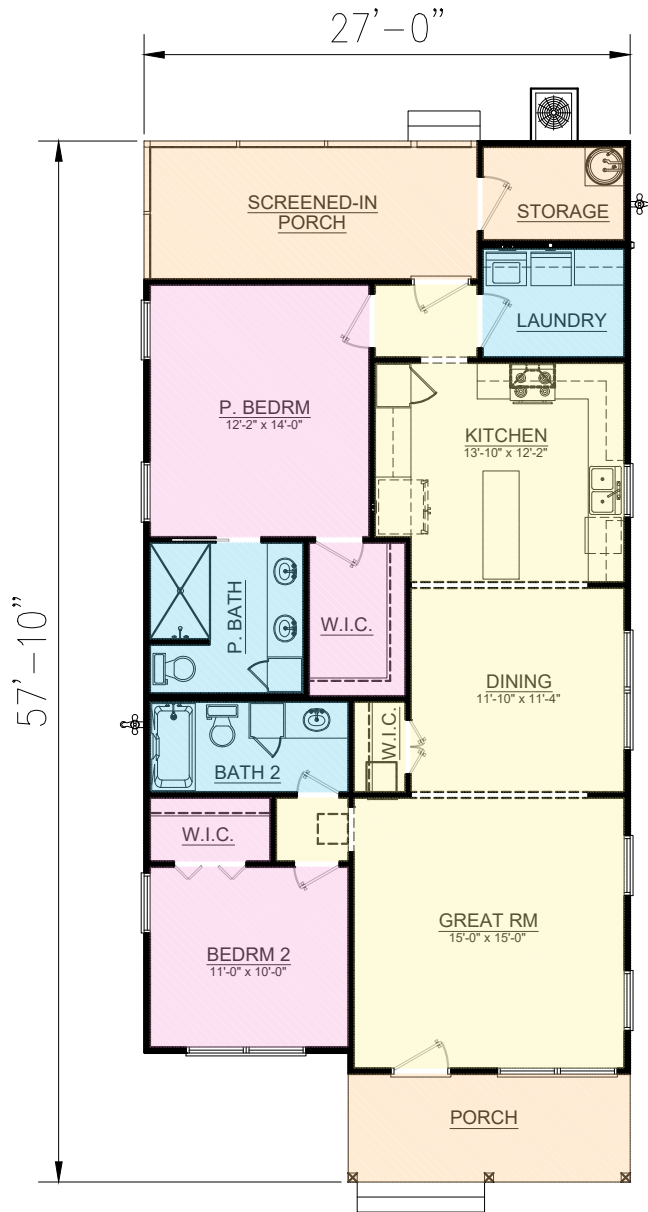 27’-0”
SCREENED-IN
PORCH
STORAGE
LAUNDRY
P. BEDRM
12'-2" x 14'-0"
KITCHEN
13'-10" x 12'-2"
57’-10”
P. BATH
W.I.C.
DINING
11'-10" x 11'-4"
W.I.C.
BATH 2
W.I.C.
GREAT RM
15'-0" x 15'-0"
BEDRM 2
11'-0" x 10'-0"
PORCH